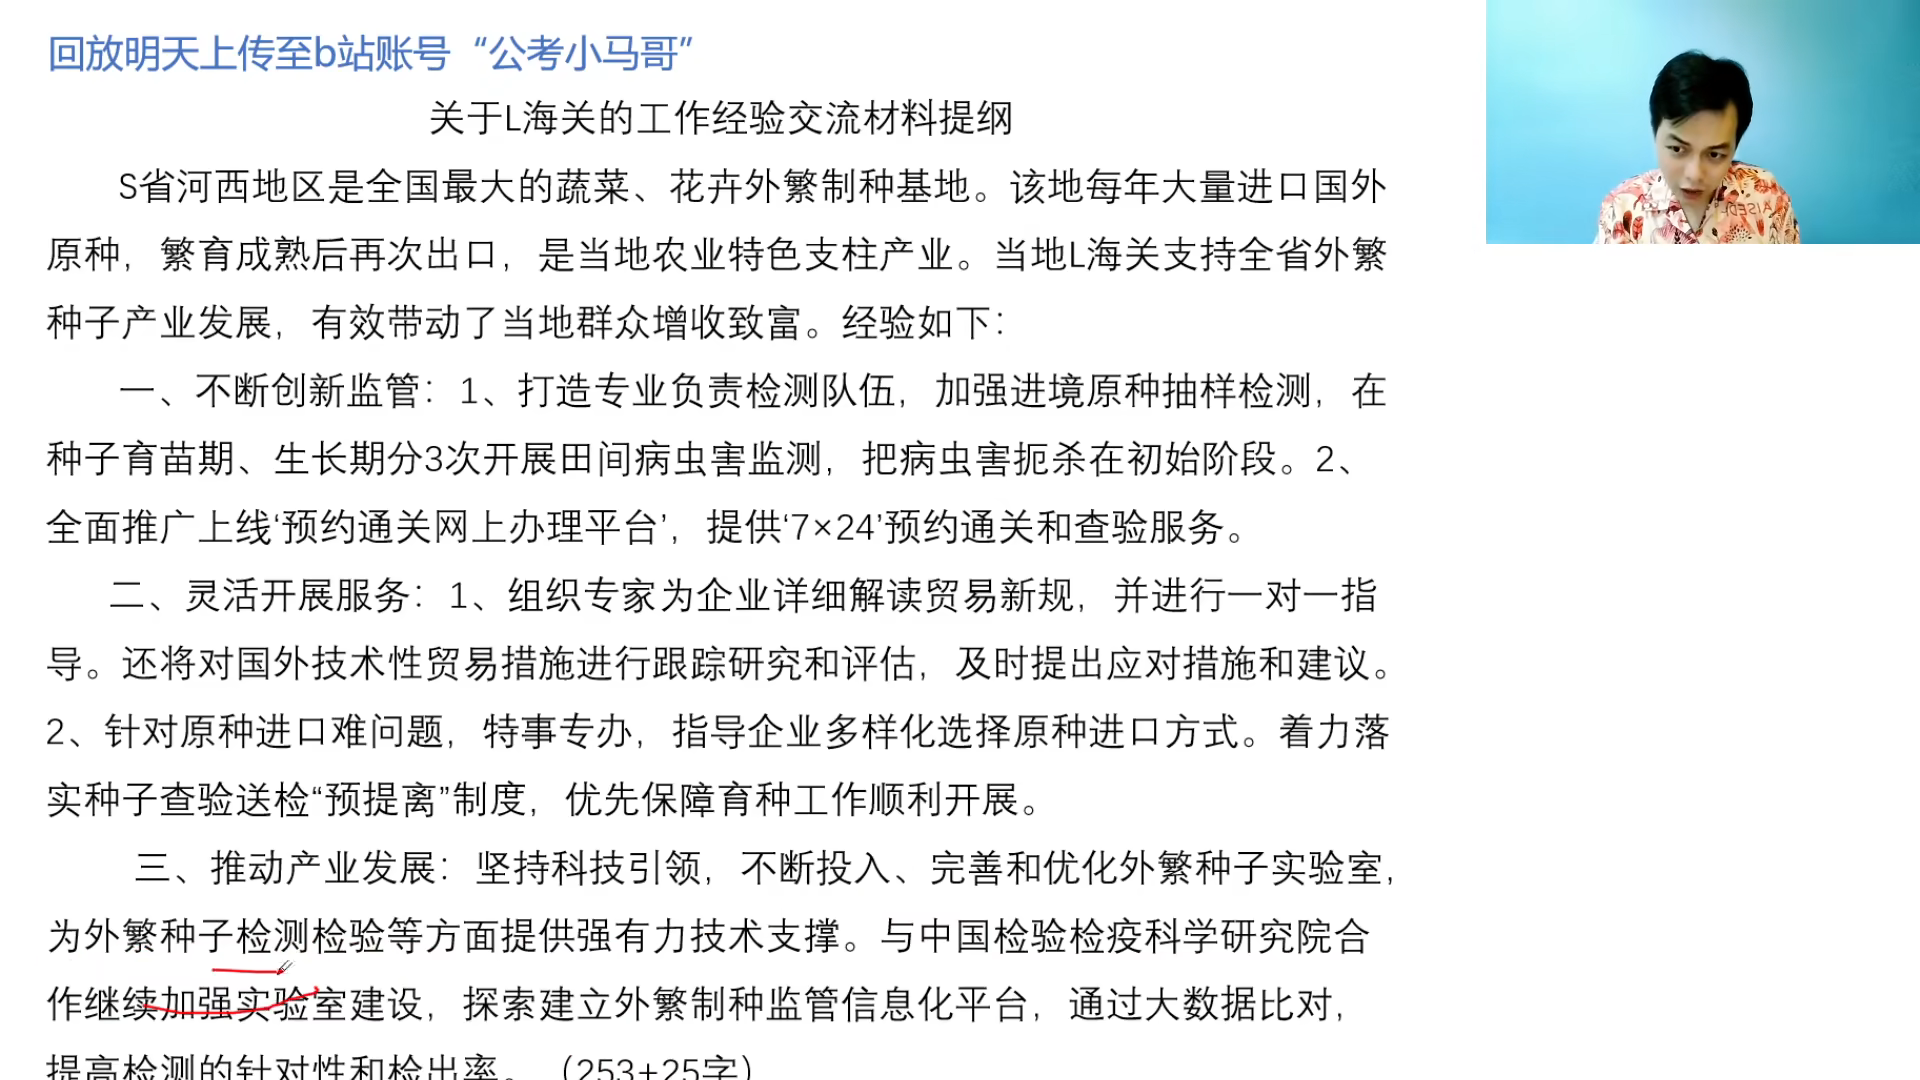 回放明天上传至b站账号“公考小马哥”
关于L海关的工作经验交流材料提纲
S省河西地区是全国最大的蔬菜、花卉外繁制种基地。该地每年大量进口国外
原种，繁育成熟后再次出口，是当地农业特色支柱产业。当地L海关支持全省外繁
种子产业发展，有效带动了当地群众增收致富。经验如下：
一、不断创新监管：1、打造专业负责检测队伍，加强进境原种抽样检测，在
种子育苗期、生长期分3次开展田间病虫害监测，把病虫害扼杀在初始阶段。2、
全面推广上线‘预约通关网上办理平台’，提供‘7×24’预约通关和查验服务。
二、灵活开展服务：1、组织专家为企业详细解读贸易新规，并进行一对一指
导。还将对国外技术性贸易措施进行跟踪研究和评估，及时提出应对措施和建议。
2、针对原种进口难问题，特事专办，指导企业多样化选择原种进口方式。着力落
实种子查验送检“预提离”制度，优先保障育种工作顺利开展。
三、推动产业发展：坚持科技引领，不断投入、完善和优化外繁种子实验室，
为外繁种子检测检验等方面提供强有力技术支撑。与中国检验检疫科学研究院合
作继续加强实验室建设，探索建立外繁制种监管信息化平台，通过大数据比对，
提高检测的针对性和检出率。（253+25字）